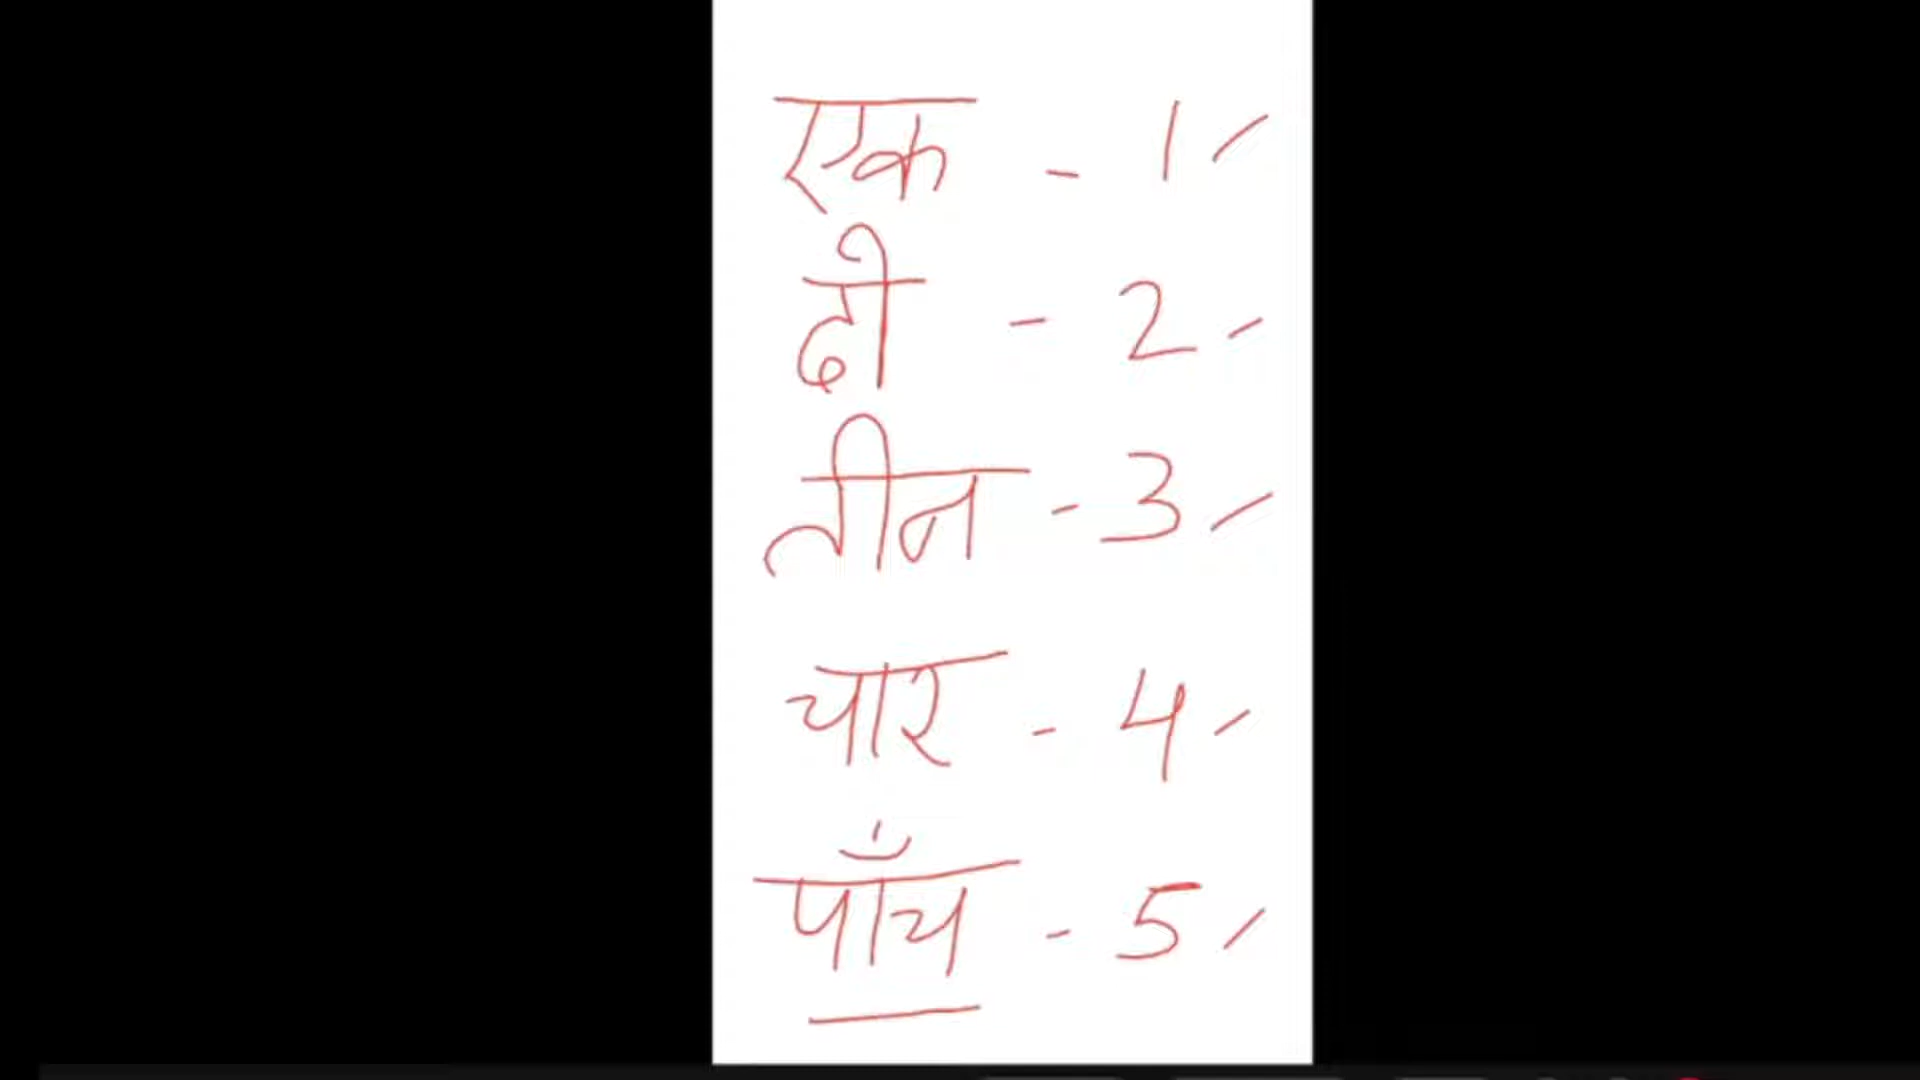 एक - 1
दो - 2
तीन - 3
चार - 4
पाँच - 5